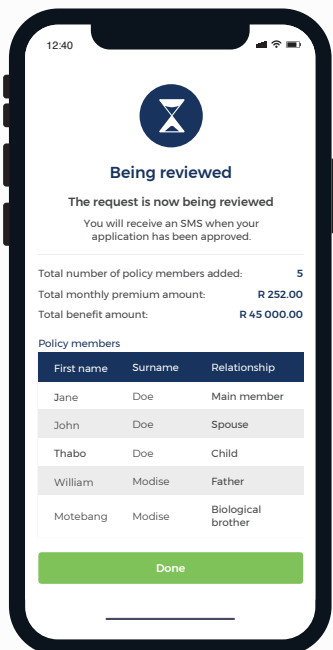 12:40
Being reviewed
The request is now being reviewed
You will receive an SMS when your
application has been approved.
Total number of policy members added: 5
Total monthly premium amount: R 252.00
Total benefit amount: R 45 000.00
Policy members
First name Surname Relationship
Jane Doe Main member
John Doe Spouse
Thabo Doe Child
William Modise Father
Motebang Modise Biological
brother
Done